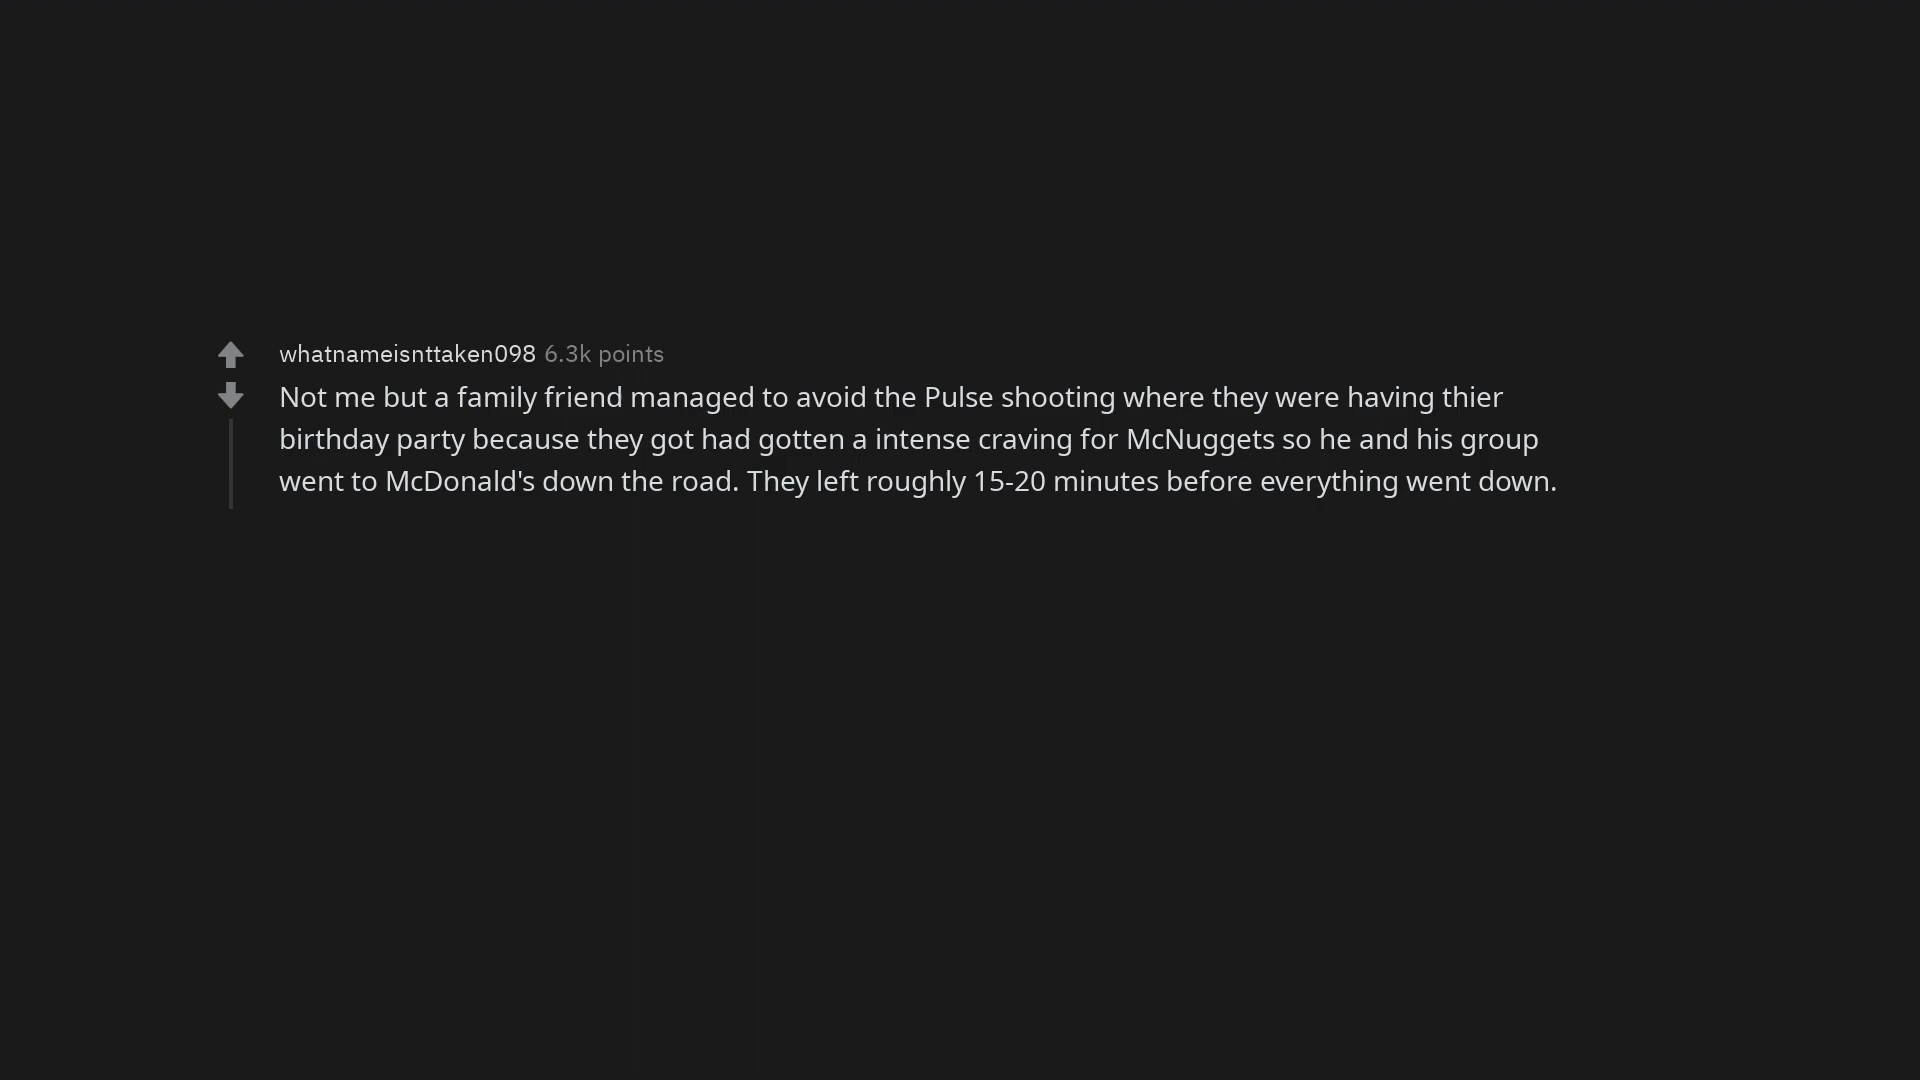 whatnameisnttaken098 6.3k points
Not me but a family friend managed to avoid the Pulse shooting where they were having thier
birthday party because they got had gotten a intense craving for McNuggets so he and his group
went to McDonald's down the road. They left roughly 15-20 minutes before everything went down.